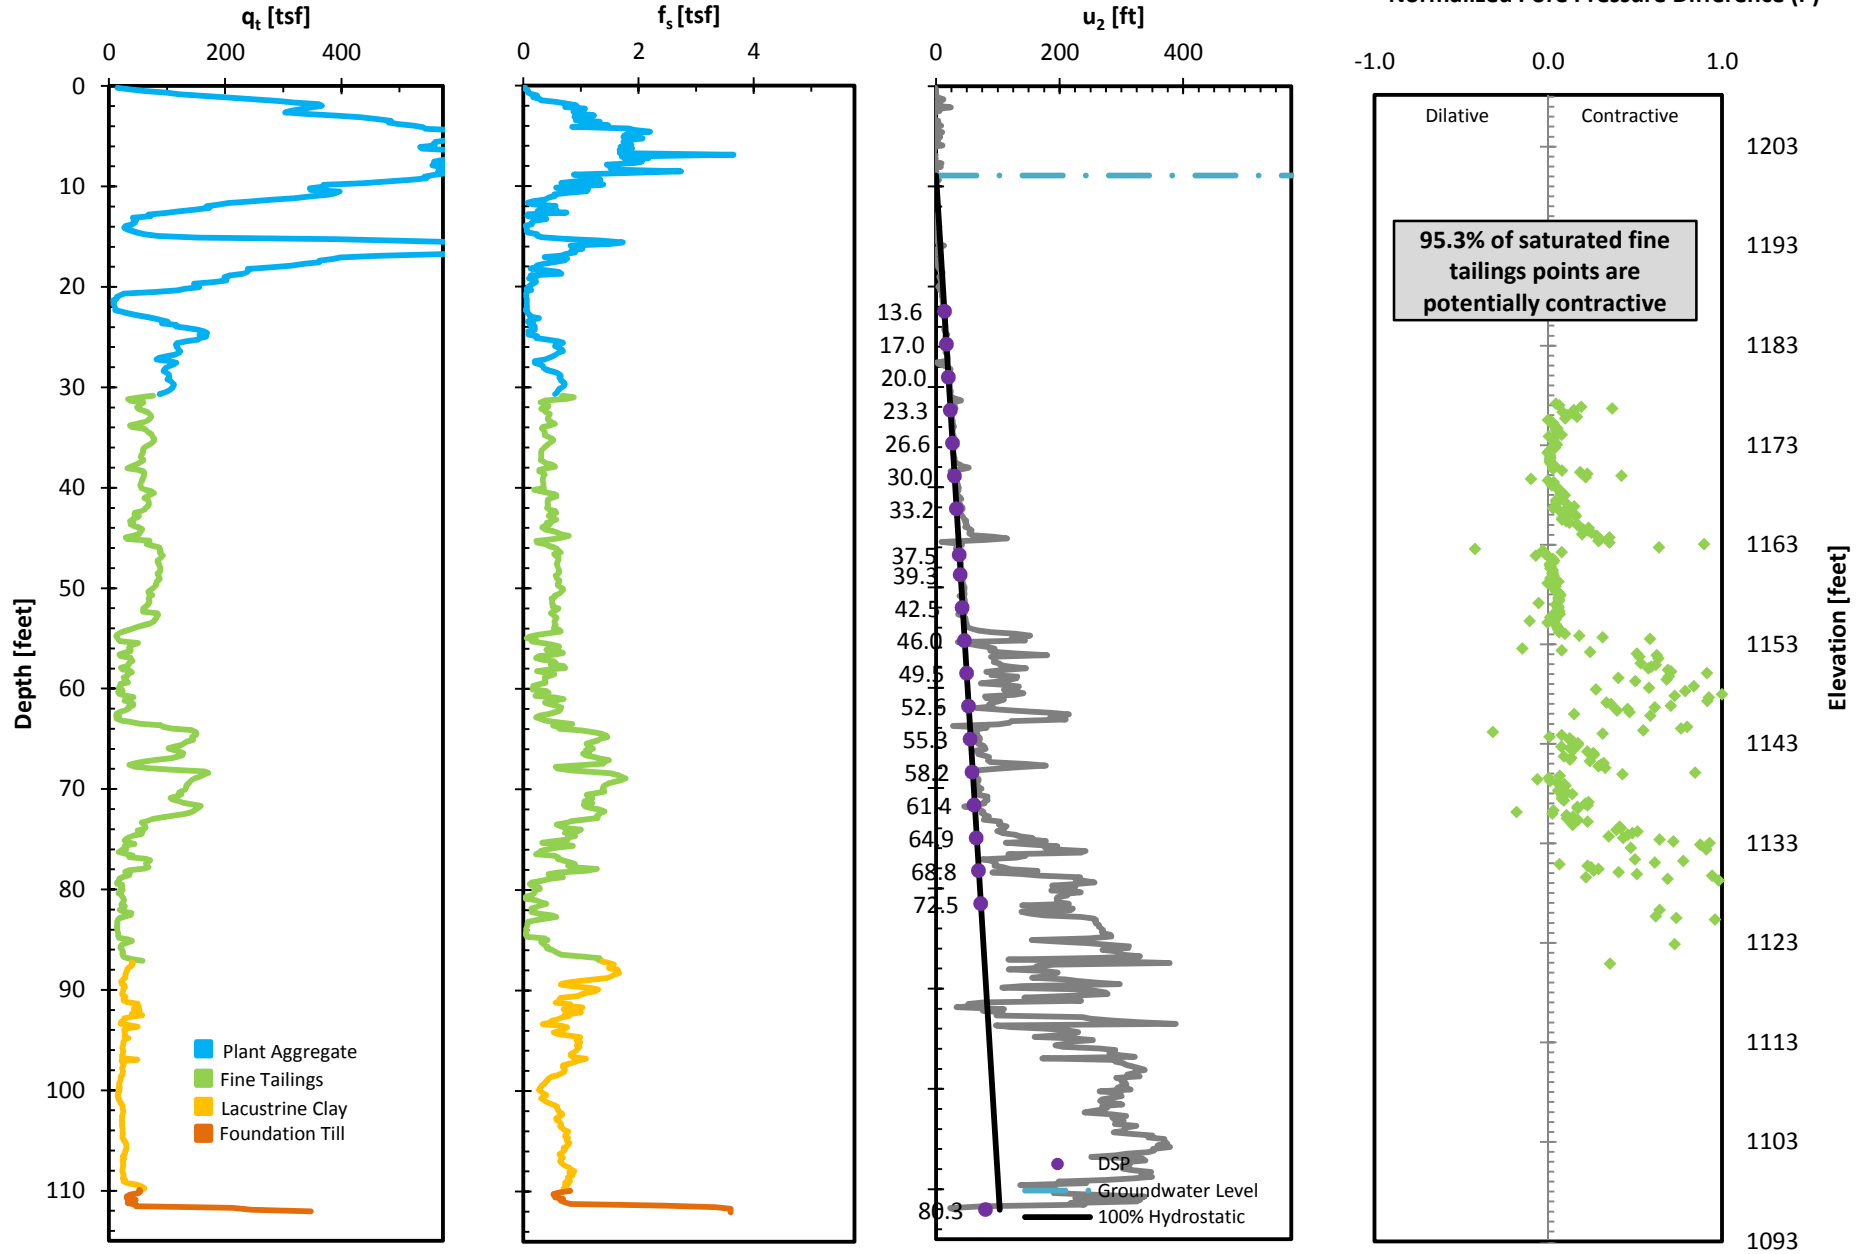 Normalized Pore Pressure Difference (P)
qt [tsf]
fs [tsf]
u2 [ft]
0 200 400
0 2 4
0 200 400
-1.0 0.0 1.0
Depth [feet]
0
10
20
30
40
50
60
70
80
90
100
110
Plant Aggregate
Fine Tailings
Lacustrine Clay
Foundation Till
13.6
17.0
20.0
23.3
26.6
30.0
33.2
37.5
39.3
42.5
46.0
49.5
52.6
55.3
58.2
61.4
64.9
68.8
72.5
80.3
DSP
Groundwater Level
100% Hydrostatic
Dilative Contractive
95.3% of saturated fine
tailings points are
potentially contractive
1203
1193
1183
1173
1163
1153
1143
1133
1123
1113
1103
1093
Elevation [feet]